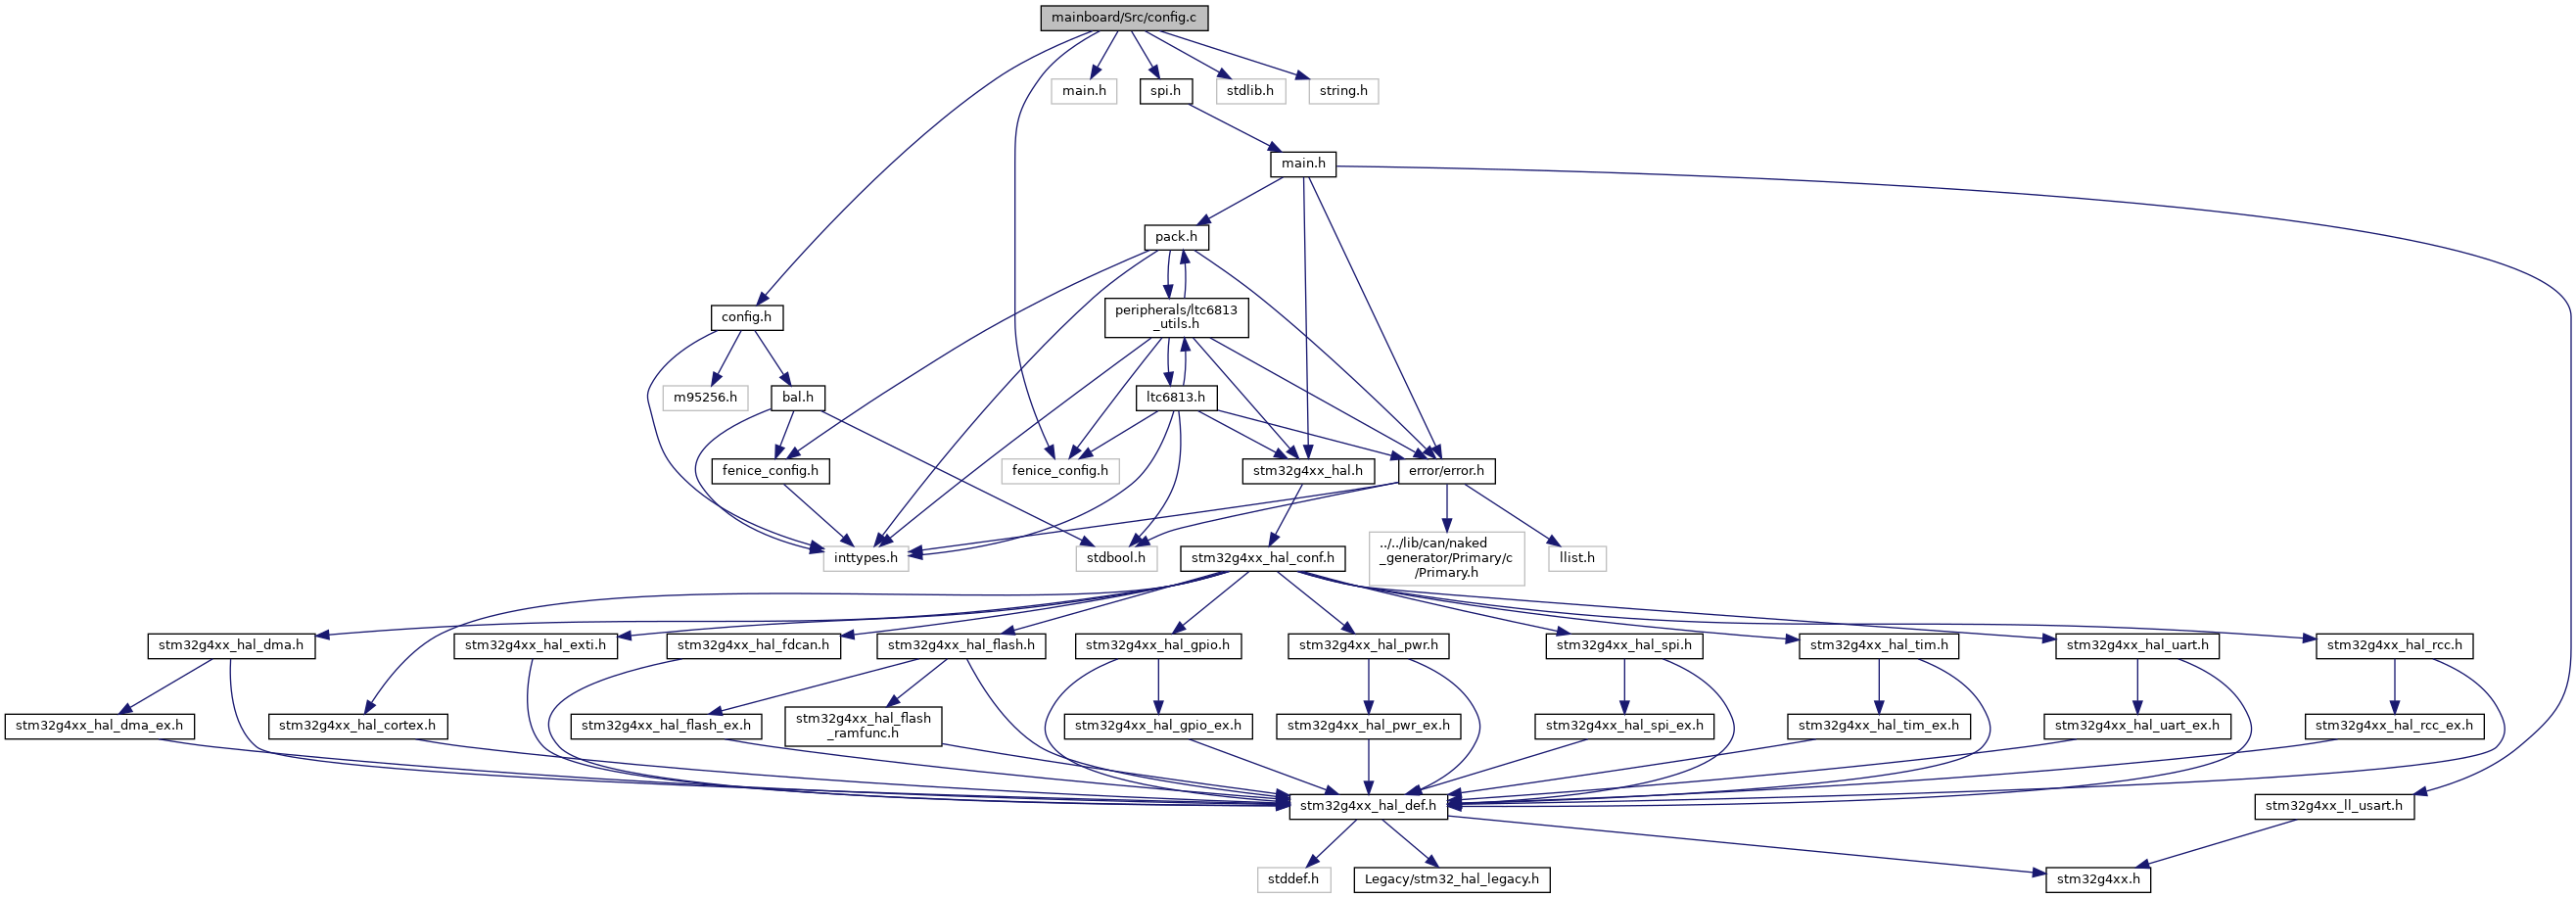 mainboard/Src/config.c
main.h
spi.h
stdlib.h
string.h
main.h
pack.h
config.h
peripherals/ltc6813
_utils.h
m95256.h
bal.h
ltc6813.h
fenice_config.h
fenice_config.h
stm32g4xx_hal.h
error/error.h
inttypes.h
stdbool.h
stm32g4xx_hal_conf.h
../../lib/can/naked
_generator/Primary/c
/Primary.h
llist.h
stm32g4xx_hal_dma.h
stm32g4xx_hal_exti.h
stm32g4xx_hal_fdcan.h
stm32g4xx_hal_flash.h
stm32g4xx_hal_gpio.h
stm32g4xx_hal_pwr.h
stm32g4xx_hal_spi.h
stm32g4xx_hal_tim.h
stm32g4xx_hal_uart.h
stm32g4xx_hal_rcc.h
stm32g4xx_hal_dma_ex.h
stm32g4xx_hal_cortex.h
stm32g4xx_hal_flash_ex.h
stm32g4xx_hal_flash
_ramfunc.h
stm32g4xx_hal_gpio_ex.h
stm32g4xx_hal_pwr_ex.h
stm32g4xx_hal_spi_ex.h
stm32g4xx_hal_tim_ex.h
stm32g4xx_hal_uart_ex.h
stm32g4xx_hal_rcc_ex.h
stm32g4xx_hal_def.h
stm32g4xx_ll_usart.h
stddef.h
Legacy/stm32_hal_legacy.h
stm32g4xx.h